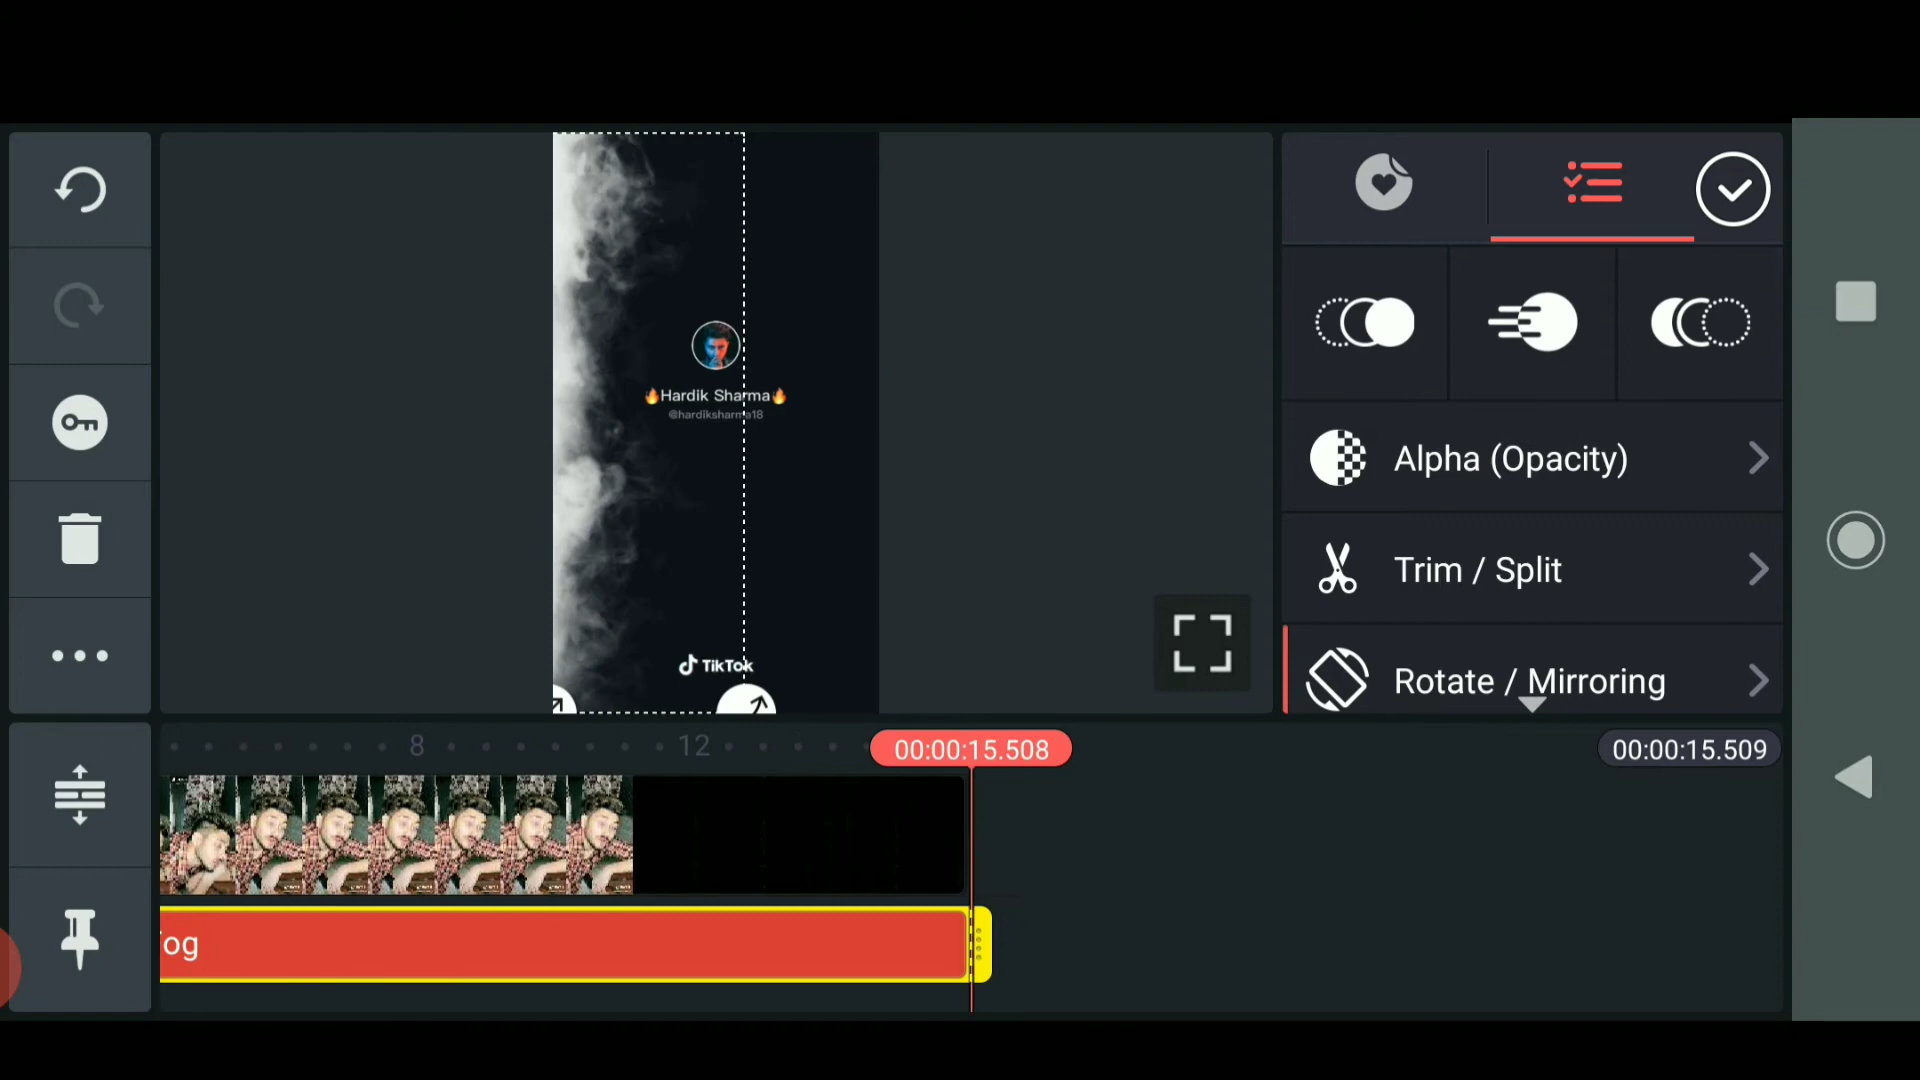 🔥Hardik Sharma🔥
@hardiksharma18
TikTok
Alpha (Opacity)
Trim / Split
Rotate / Mirroring
8
12
00:00:15.508
00:00:15.509
og